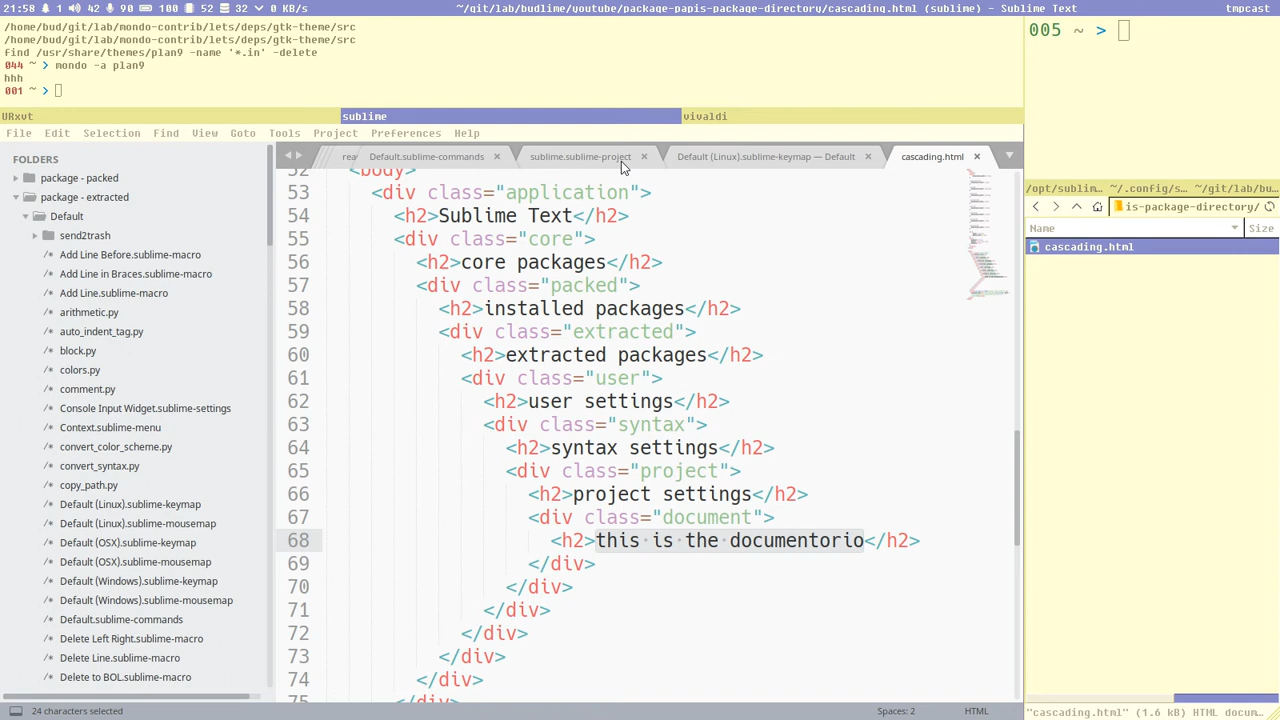 21:58 1 42 90 100 52 32 0 KB/s ~/git/lab/budlime/youtube/package-papis-package-directory/cascading.html (sublime) - Sublime Text tmpcast
/home/bud/git/lab/mondo-contrib/lets/deps/gtk-theme/src
/home/bud/git/lab/mondo-contrib/lets/deps/gtk-theme/src
find /usr/share/themes/plan9 -name '*.in' -delete
044 ~ > mondo -a plan9
hhh
001 ~ >
005 ~ >
URxvt sublime vivaldi
File Edit Selection Find View Goto Tools Project Preferences Help
rea Default.sublime-commands sublime.sublime-project Default (Linux).sublime-keymap — Default cascading.html
FOLDERS
package - packed
package - extracted
Default
send2trash
Add Line Before.sublime-macro
Add Line in Braces.sublime-macro
Add Line.sublime-macro
arithmetic.py
auto_indent_tag.py
block.py
colors.py
comment.py
Console Input Widget.sublime-settings
Context.sublime-menu
convert_color_scheme.py
convert_syntax.py
copy_path.py
Default (Linux).sublime-keymap
Default (Linux).sublime-mousemap
Default (OSX).sublime-keymap
Default (OSX).sublime-mousemap
Default (Windows).sublime-keymap
Default (Windows).sublime-mousemap
Default.sublime-commands
Delete Left Right.sublime-macro
Delete Line.sublime-macro
Delete to BOL.sublime-macro
52 <body>
53 <div class="application">
54 <h2>Sublime Text</h2>
55 <div class="core">
56 <h2>core packages</h2>
57 <div class="packed">
58 <h2>installed packages</h2>
59 <div class="extracted">
60 <h2>extracted packages</h2>
61 <div class="user">
62 <h2>user settings</h2>
63 <div class="syntax">
64 <h2>syntax settings</h2>
65 <div class="project">
66 <h2>project settings</h2>
67 <div class="document">
68 <h2>this is the documentorio</h2>
69 </div>
70 </div>
71 </div>
72 </div>
73 </div>
74 </div>
75 </div>
/opt/sublim… ~/.config/s… ~/git/lab/bu…
is-package-directory/
Name Size
cascading.html
24 characters selected Spaces: 2 HTML
"cascading.html" (1.6 kB) HTML docum…